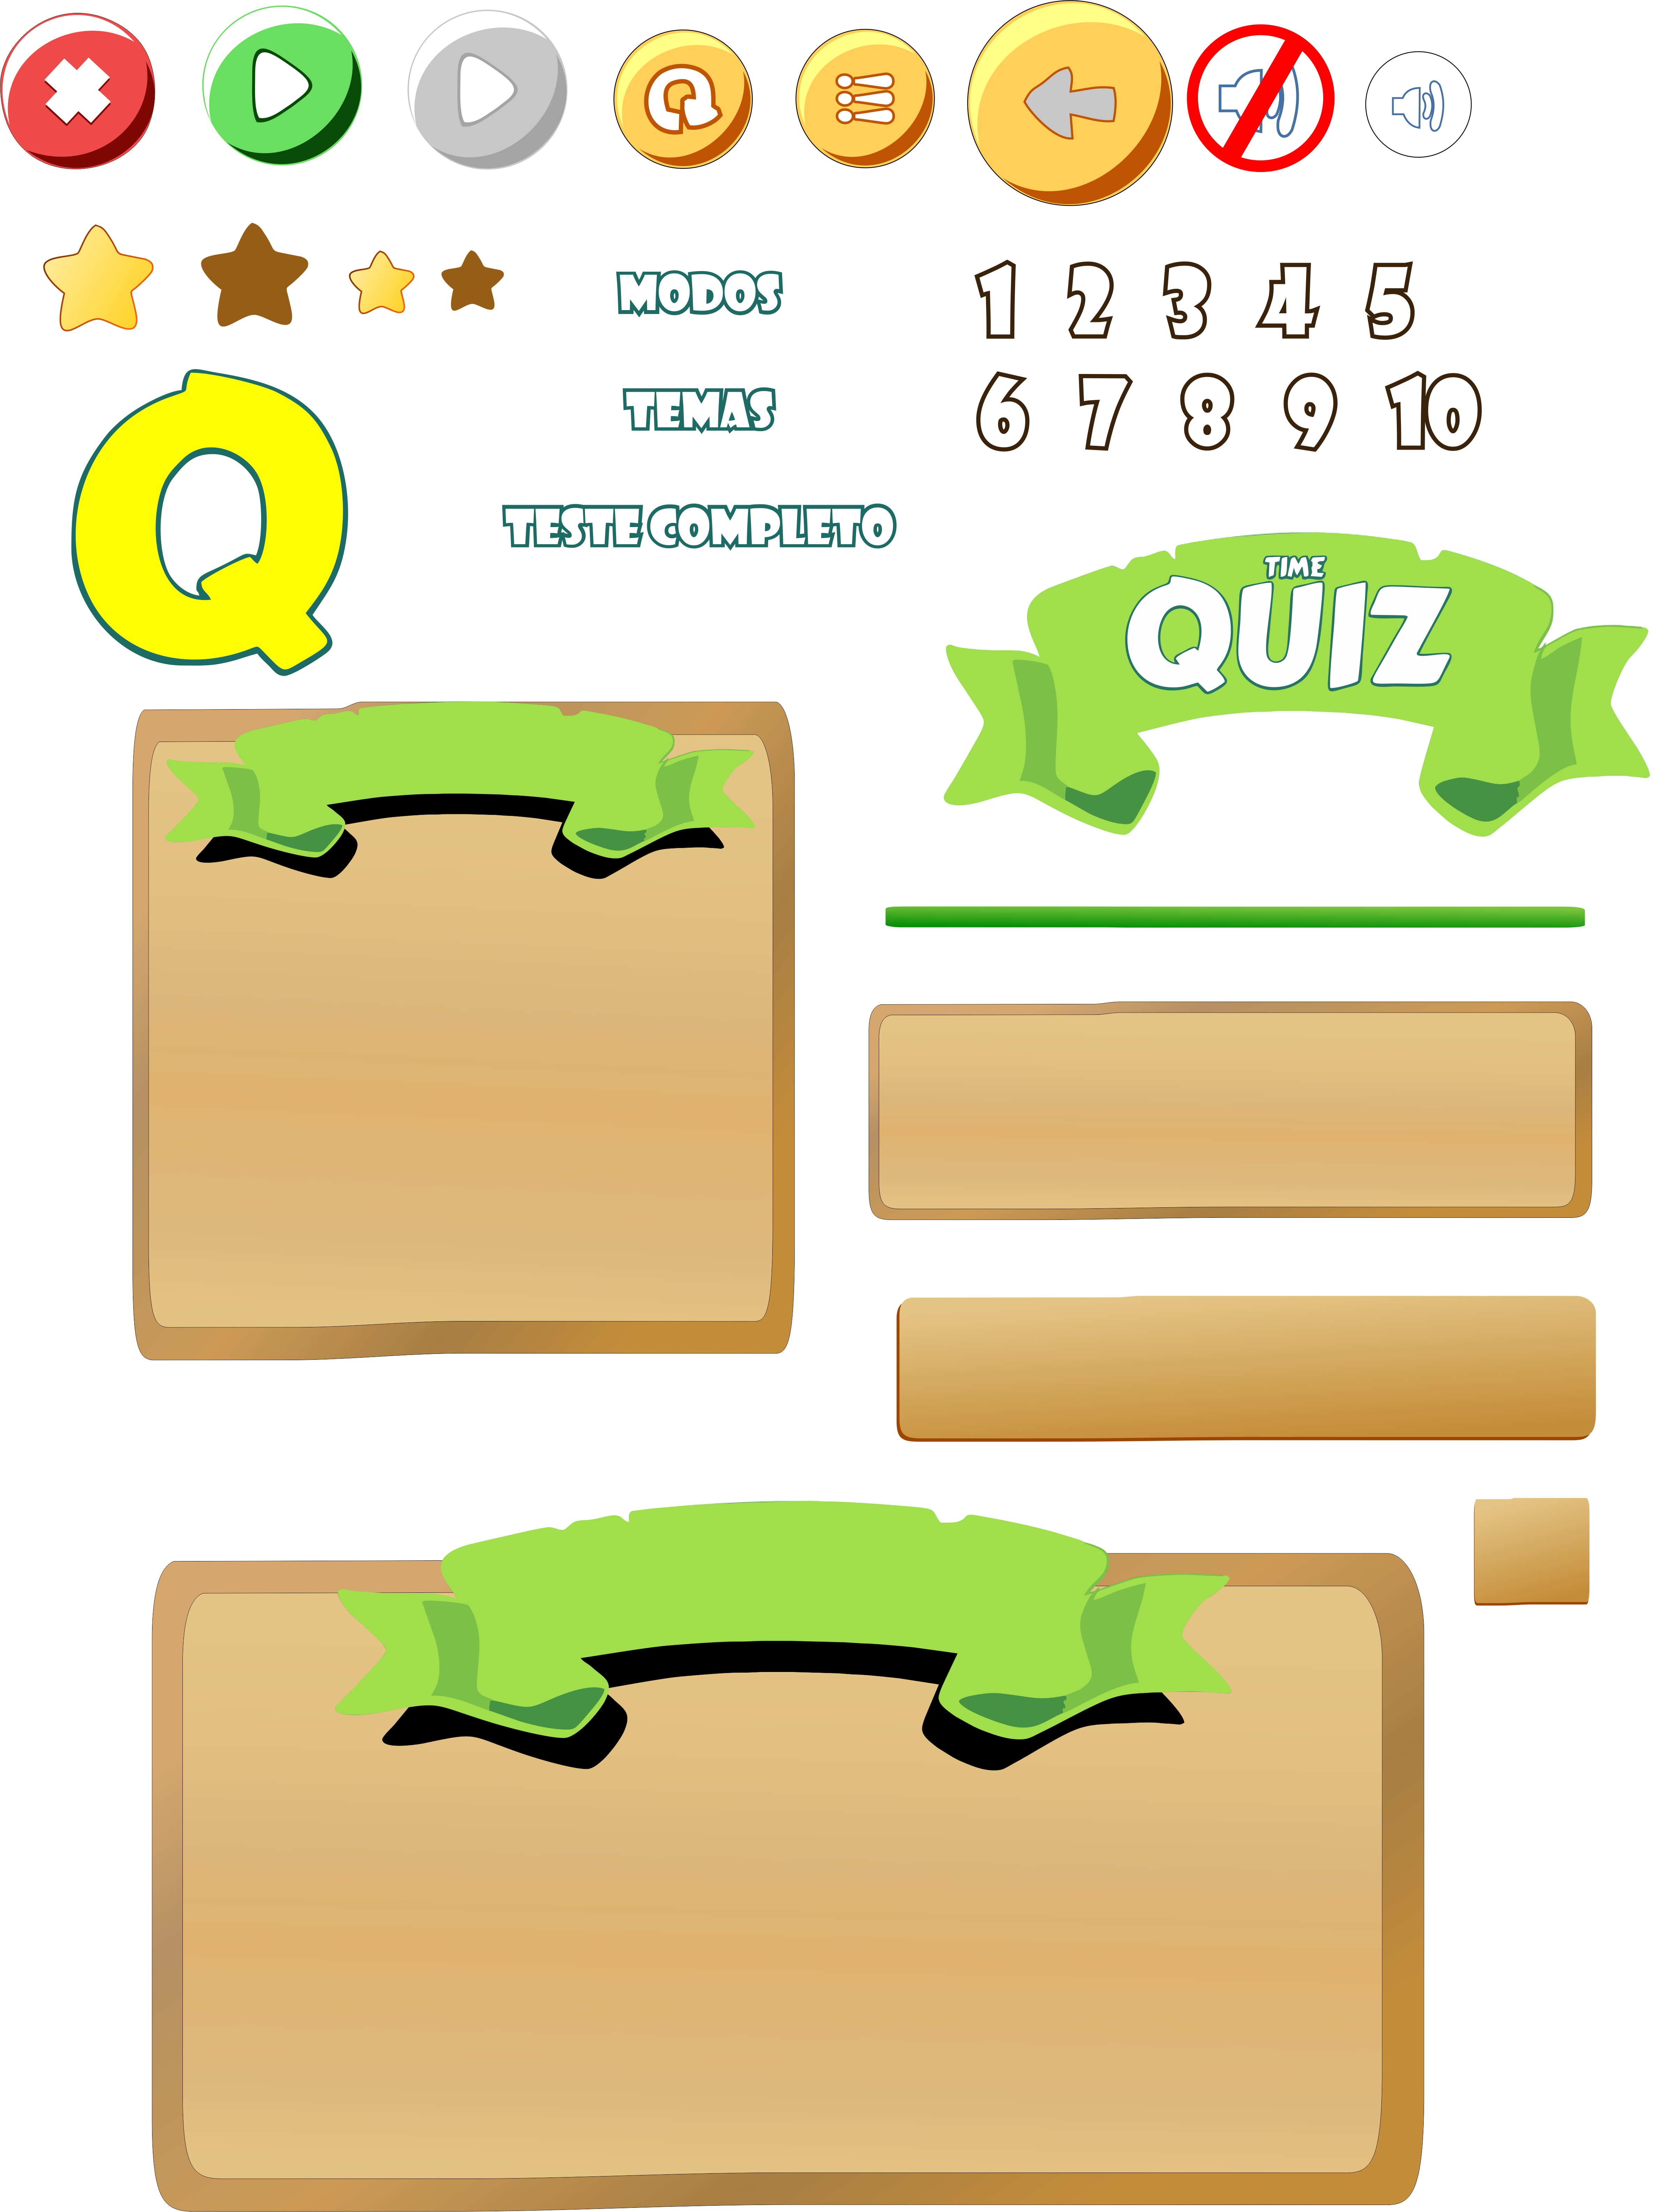 MODOS
1 2 3 4 5
TEMAS
6 7 8 9 10
Q
TESTE COMPLETO
TIME
QUIZ